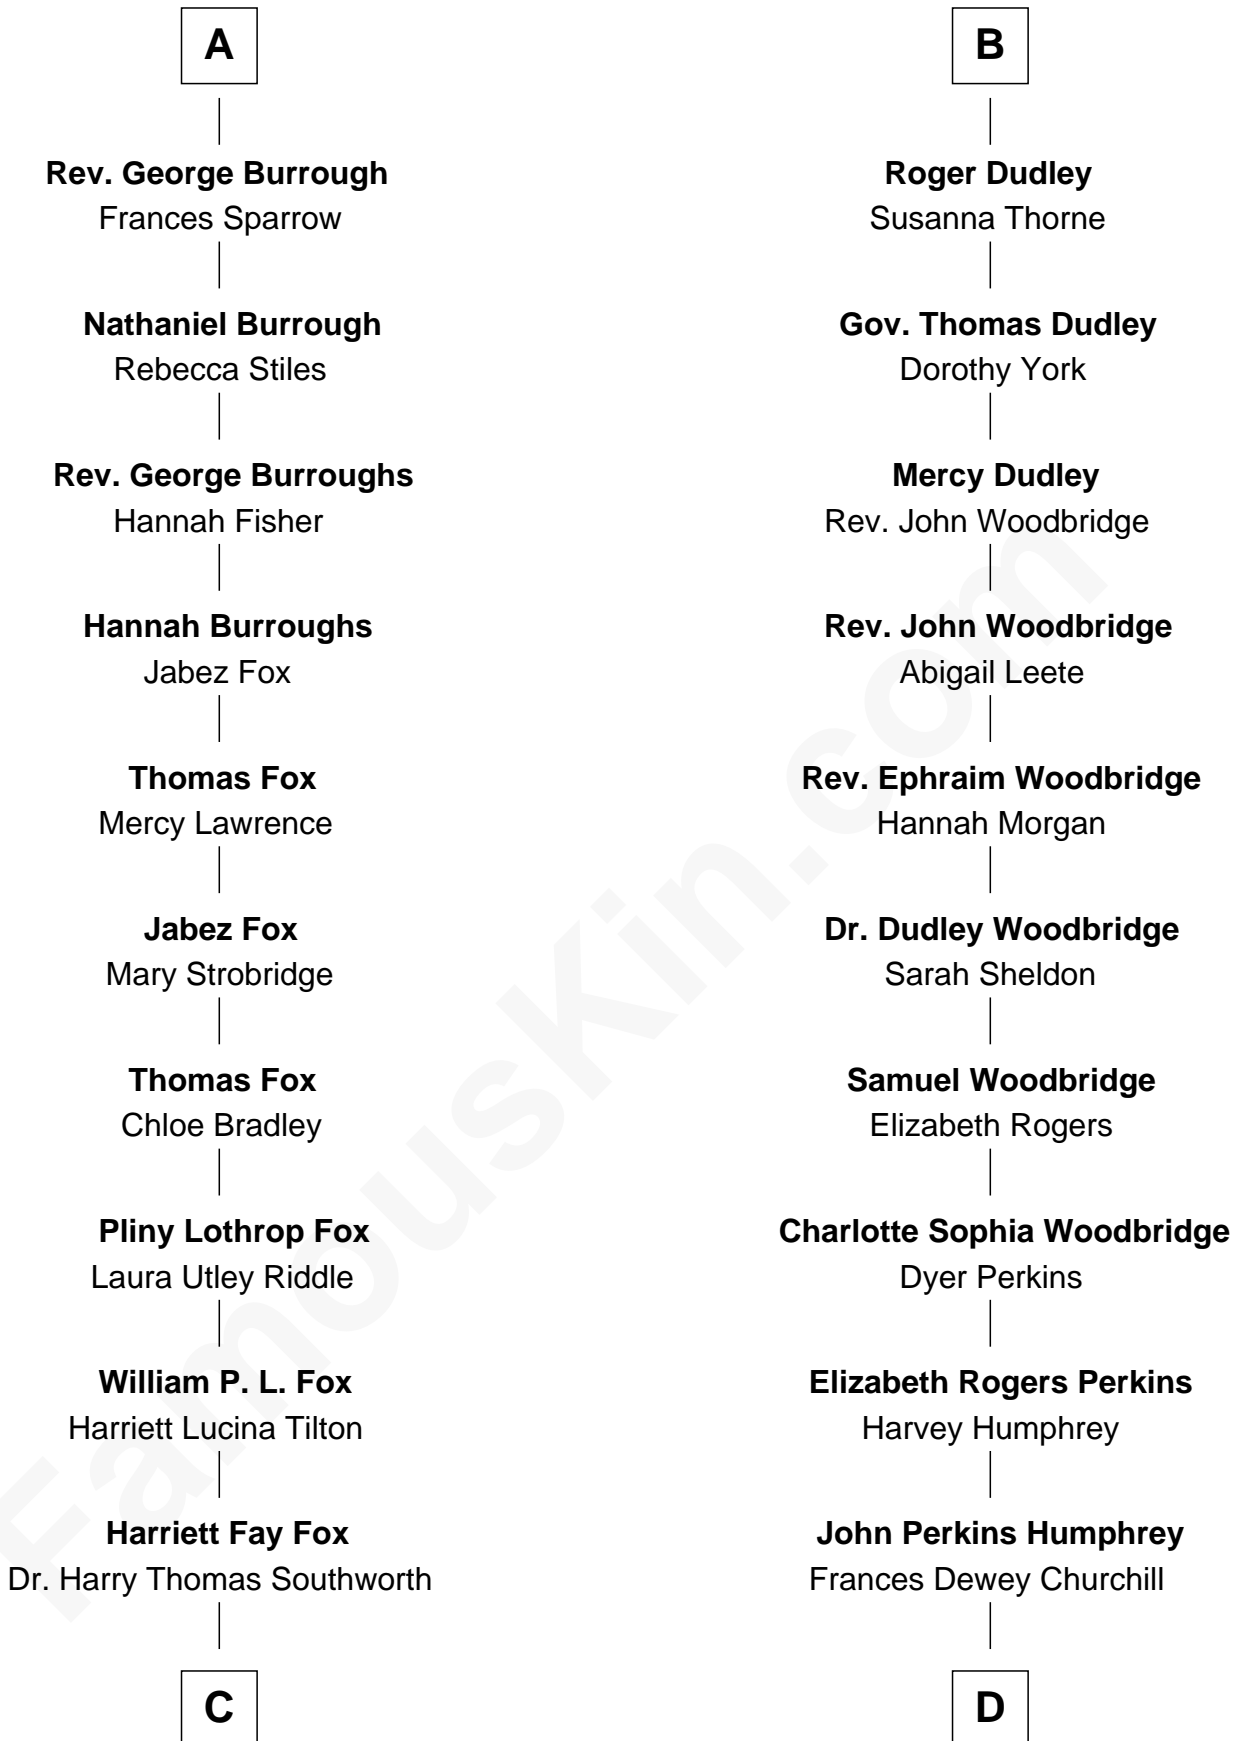 A
Rev. George Burrough
Frances Sparrow
Nathaniel Burrough
Rebecca Stiles
Rev. George Burroughs
Hannah Fisher
Hannah Burroughs
Jabez Fox
Thomas Fox
Mercy Lawrence
Jabez Fox
Mary Strobridge
Thomas Fox
Chloe Bradley
Pliny Lothrop Fox
Laura Utley Riddle
William P. L. Fox
Harriett Lucina Tilton
Harriett Fay Fox
Dr. Harry Thomas Southworth
C
B
Roger Dudley
Susanna Thorne
Gov. Thomas Dudley
Dorothy York
Mercy Dudley
Rev. John Woodbridge
Rev. John Woodbridge
Abigail Leete
Rev. Ephraim Woodbridge
Hannah Morgan
Dr. Dudley Woodbridge
Sarah Sheldon
Samuel Woodbridge
Elizabeth Rogers
Charlotte Sophia Woodbridge
Dyer Perkins
Elizabeth Rogers Perkins
Harvey Humphrey
John Perkins Humphrey
Frances Dewey Churchill
D
FamousKin.com